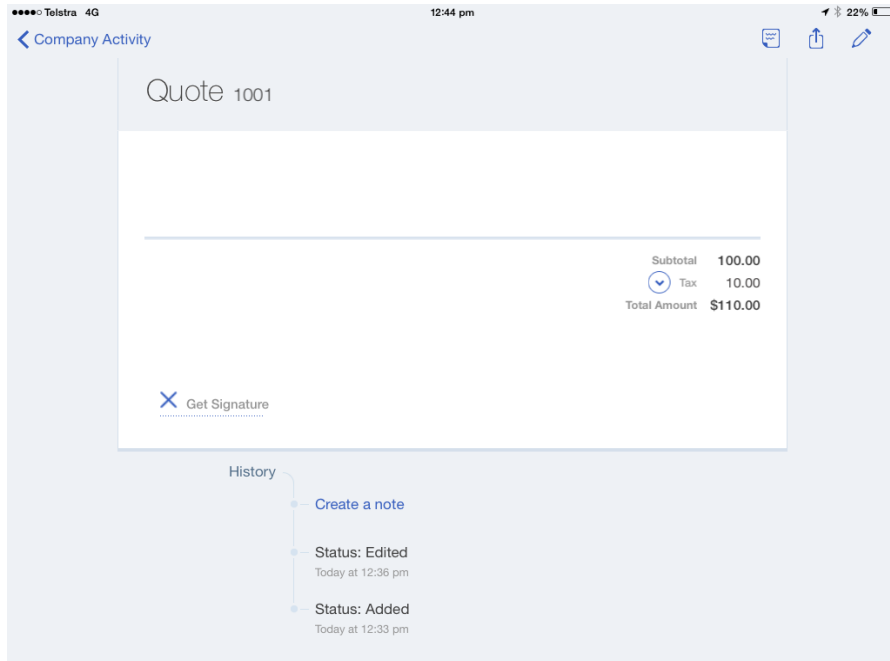 Telstra 4G 12:44 pm 22%
Company Activity
Quote 1001
Subtotal 100.00
Tax 10.00
Total Amount $110.00
Get Signature
History
Create a note
Status: Edited
Today at 12:36 pm
Status: Added
Today at 12:33 pm